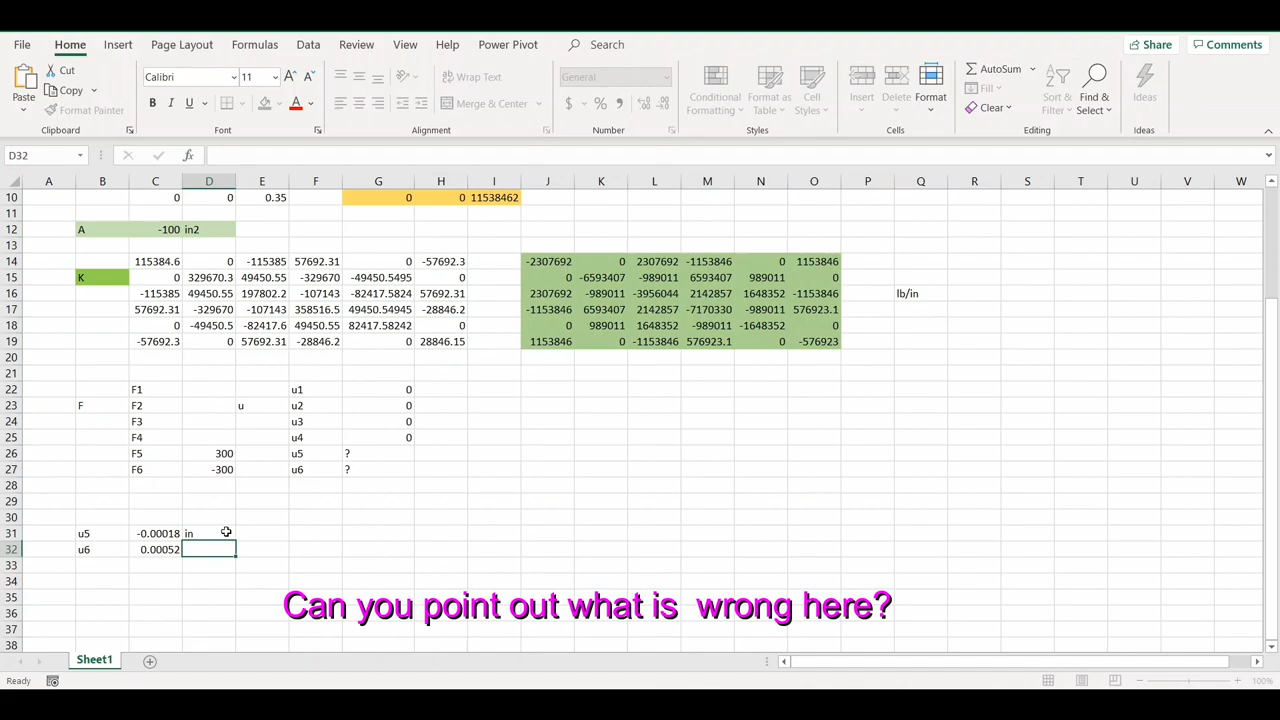 File Home Insert Page Layout Formulas Data Review View Help Power Pivot Search Share Comments
Paste Cut Copy Format Painter Calibri 11 Wrap Text Merge & Center General Conditional Formatting Format as Table Cell Styles Insert Delete Format AutoSum Fill Clear Sort & Filter Find & Select Ideas
Clipboard Font Alignment Number Styles Cells Editing Ideas
D32 fx
A B C D E F G H I J K L M N O P Q R S T U V W
10 0 0 0.35 0 0 11538462
11
12 A -100 in2
13
14 115384.6 0 -115385 57692.31 0 -57692.3 -2307692 0 2307692 -1153846 0 1153846
15 K 0 329670.3 49450.55 -329670 -49450.5495 0 0 -6593407 -989011 6593407 989011 0
16 -115385 49450.55 197802.2 -107143 -82417.5824 57692.31 2307692 -989011 -3956044 2142857 1648352 -1153846 lb/in
17 57692.31 -329670 -107143 358516.5 49450.54945 -28846.2 -1153846 6593407 2142857 -7170330 -989011 576923.1
18 0 -49450.5 -82417.6 49450.55 82417.58242 0 0 989011 1648352 -989011 -1648352 0
19 -57692.3 0 57692.31 -28846.2 0 28846.15 1153846 0 -1153846 576923.1 0 -576923
20
21
22 F1 u1 0
23 F F2 u u2 0
24 F3 u3 0
25 F4 u4 0
26 F5 300 u5 ?
27 F6 -300 u6 ?
28
29
30
31 u5 -0.00018 in
32 u6 0.00052
33
34
35
36
37
38
Can you point out what is wrong here?
Sheet1
Ready 100%